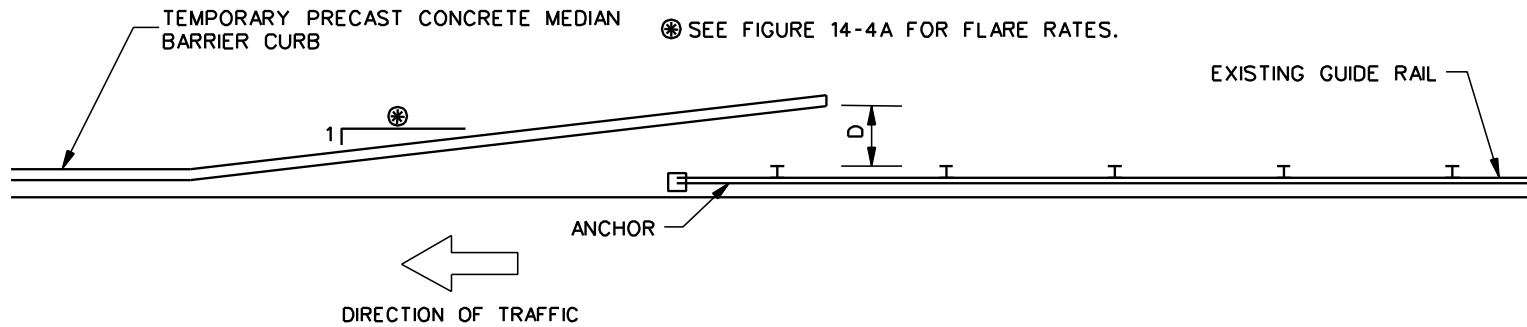 TEMPORARY PRECAST CONCRETE MEDIAN
BARRIER CURB
⊛ SEE FIGURE 14-4A FOR FLARE RATES.
EXISTING GUIDE RAIL
1
⊛
D
ANCHOR
DIRECTION OF TRAFFIC